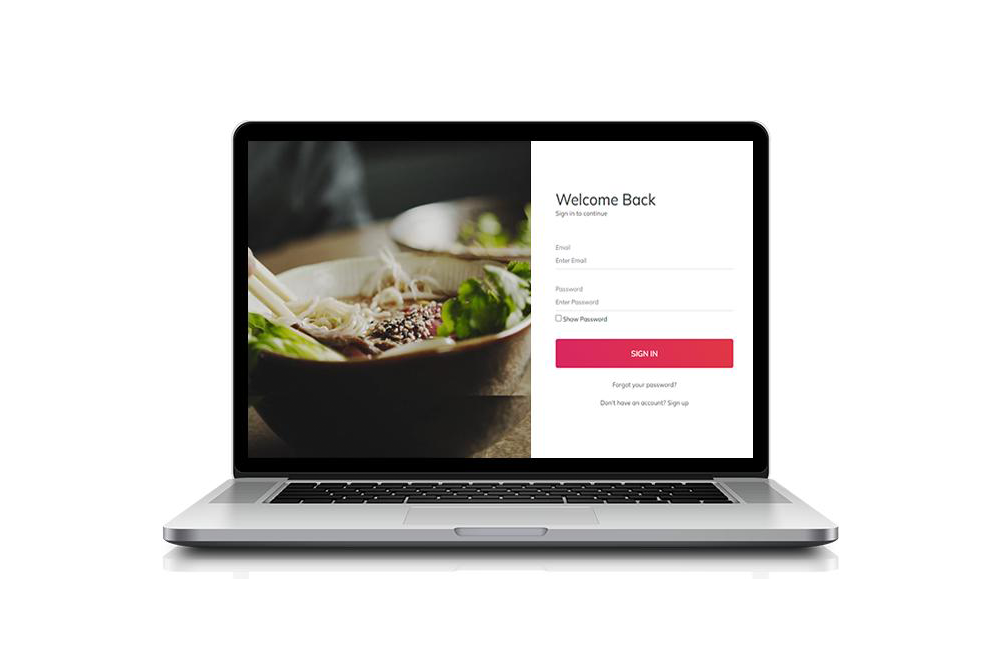 Welcome Back
Sign in to continue
Email
Enter Email
Password
Enter Password
Show Password
SIGN IN
Forgot your password?
Don't have an account? Sign up